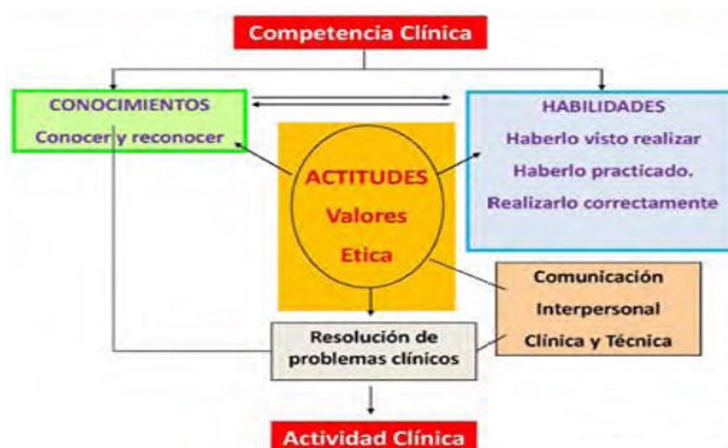 Competencia Clínica
CONOCIMIENTOS
Conocer y reconocer
HABILIDADES
Haberlo visto realizar
Haberlo practicado.
Realizarlo correctamente
ACTITUDES
Valores
Etica
Comunicación
Interpersonal
Clínica y Técnica
Resolución de
problemas clínicos
Actividad Clínica